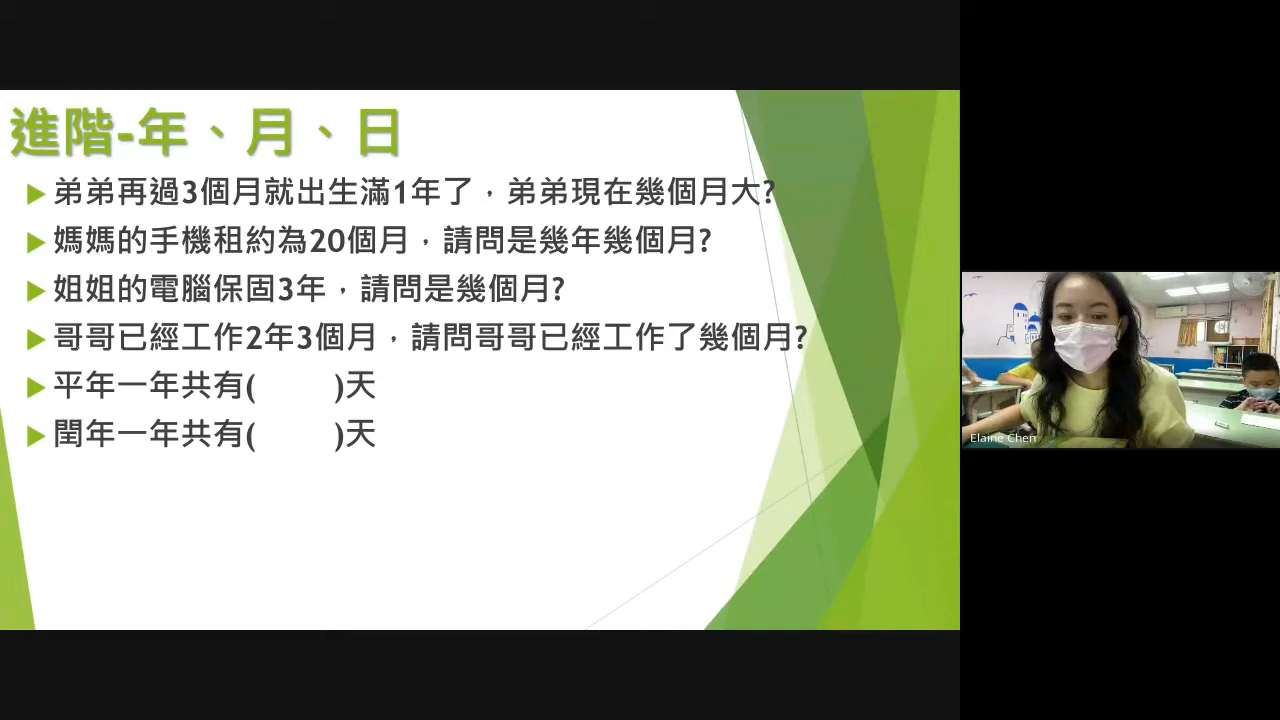 進階-年、月、日
弟弟再過3個月就出生滿1年了，弟弟現在幾個月大?
媽媽的手機租約為20個月，請問是幾年幾個月?
姐姐的電腦保固3年，請問是幾個月?
哥哥已經工作2年3個月，請問哥哥已經工作了幾個月?
平年一年共有(　　)天
閏年一年共有(　　)天
Elaine Chen